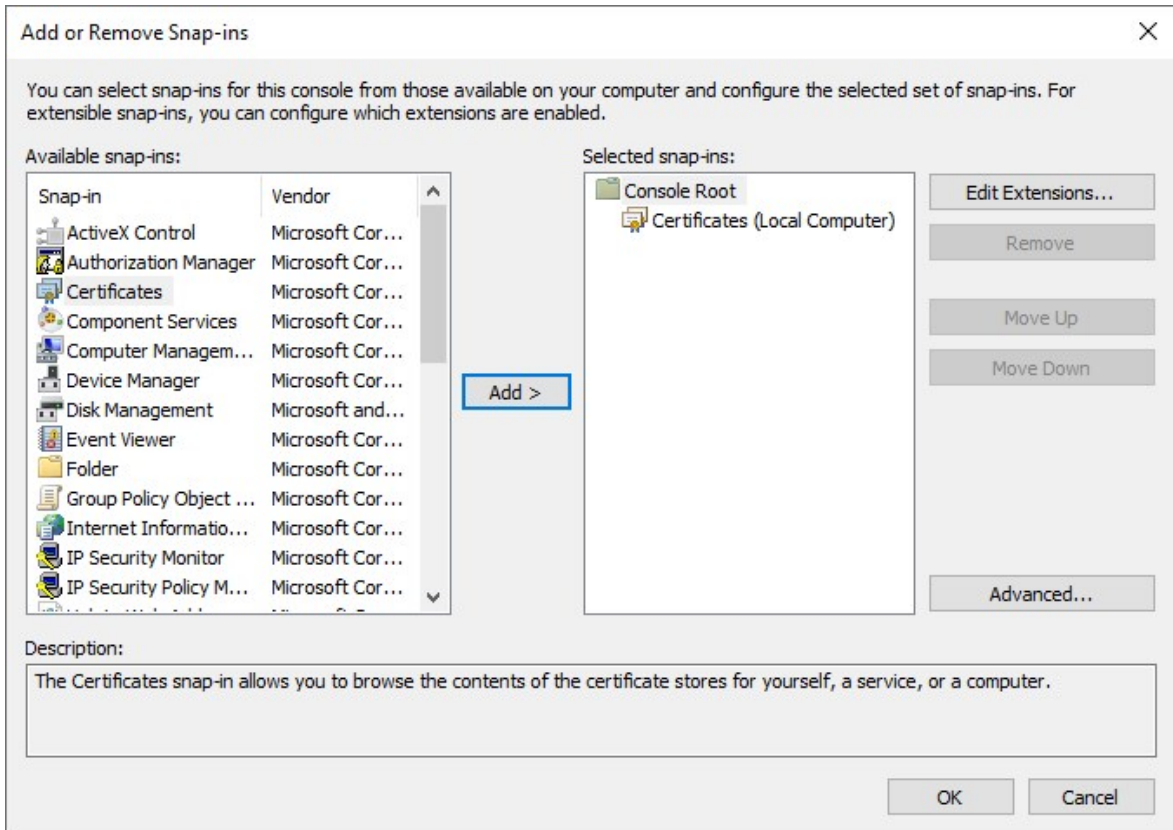 Add or Remove Snap-ins
You can select snap-ins for this console from those available on your computer and configure the selected set of snap-ins. For
extensible snap-ins, you can configure which extensions are enabled.
Available snap-ins:
Snap-in Vendor
ActiveX Control Microsoft Cor...
Authorization Manager Microsoft Cor...
Certificates Microsoft Cor...
Component Services Microsoft Cor...
Computer Managem... Microsoft Cor...
Device Manager Microsoft Cor...
Disk Management Microsoft and...
Event Viewer Microsoft Cor...
Folder Microsoft Cor...
Group Policy Object ... Microsoft Cor...
Internet Informatio... Microsoft Cor...
IP Security Monitor Microsoft Cor...
IP Security Policy M... Microsoft Cor...
Add >
Selected snap-ins:
Console Root
Certificates (Local Computer)
Edit Extensions...
Remove
Move Up
Move Down
Advanced...
Description:
The Certificates snap-in allows you to browse the contents of the certificate stores for yourself, a service, or a computer.
OK Cancel